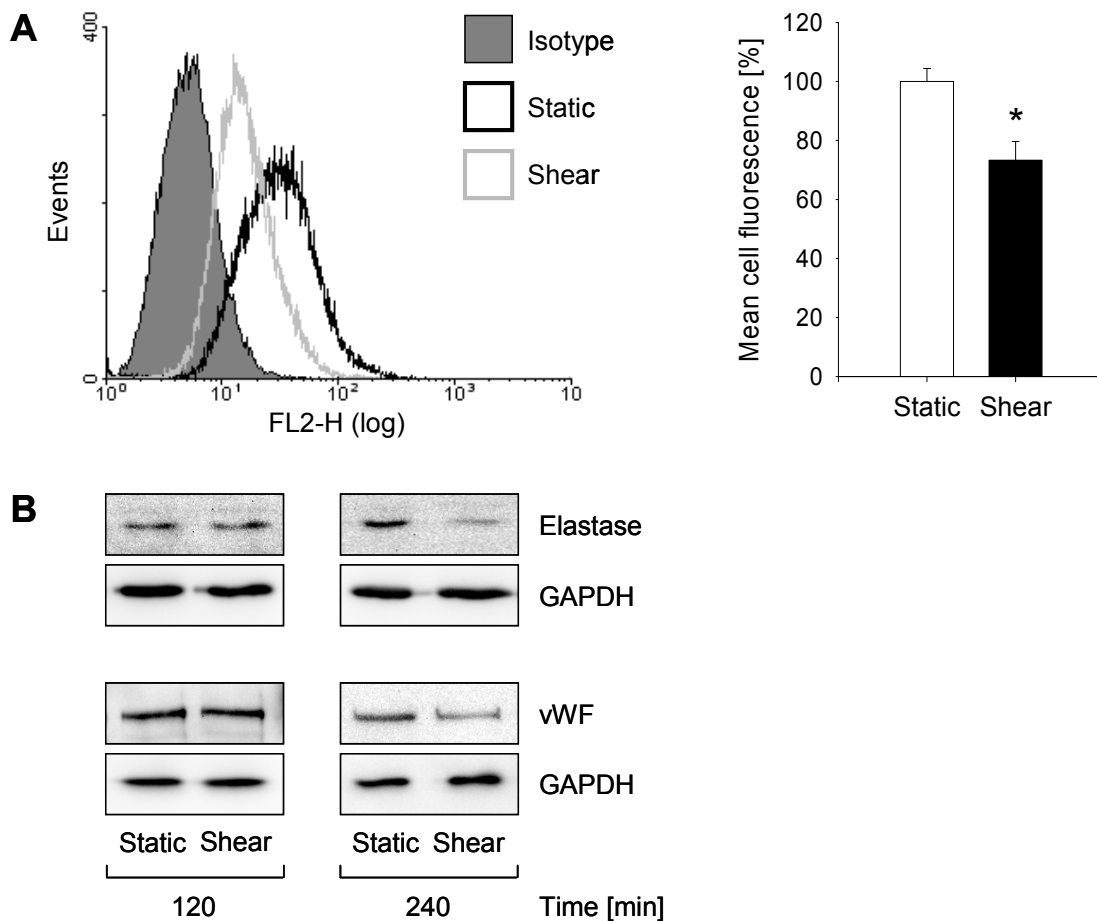 A
400
Events
0
10⁰
10¹
10²
10³
10
FL2-H (log)
Isotype
Static
Shear
Mean cell fluorescence [%]
120
100
80
60
40
20
0
*
Static Shear
B
Elastase
GAPDH
vWF
GAPDH
Static Shear Static Shear
120 240 Time [min]